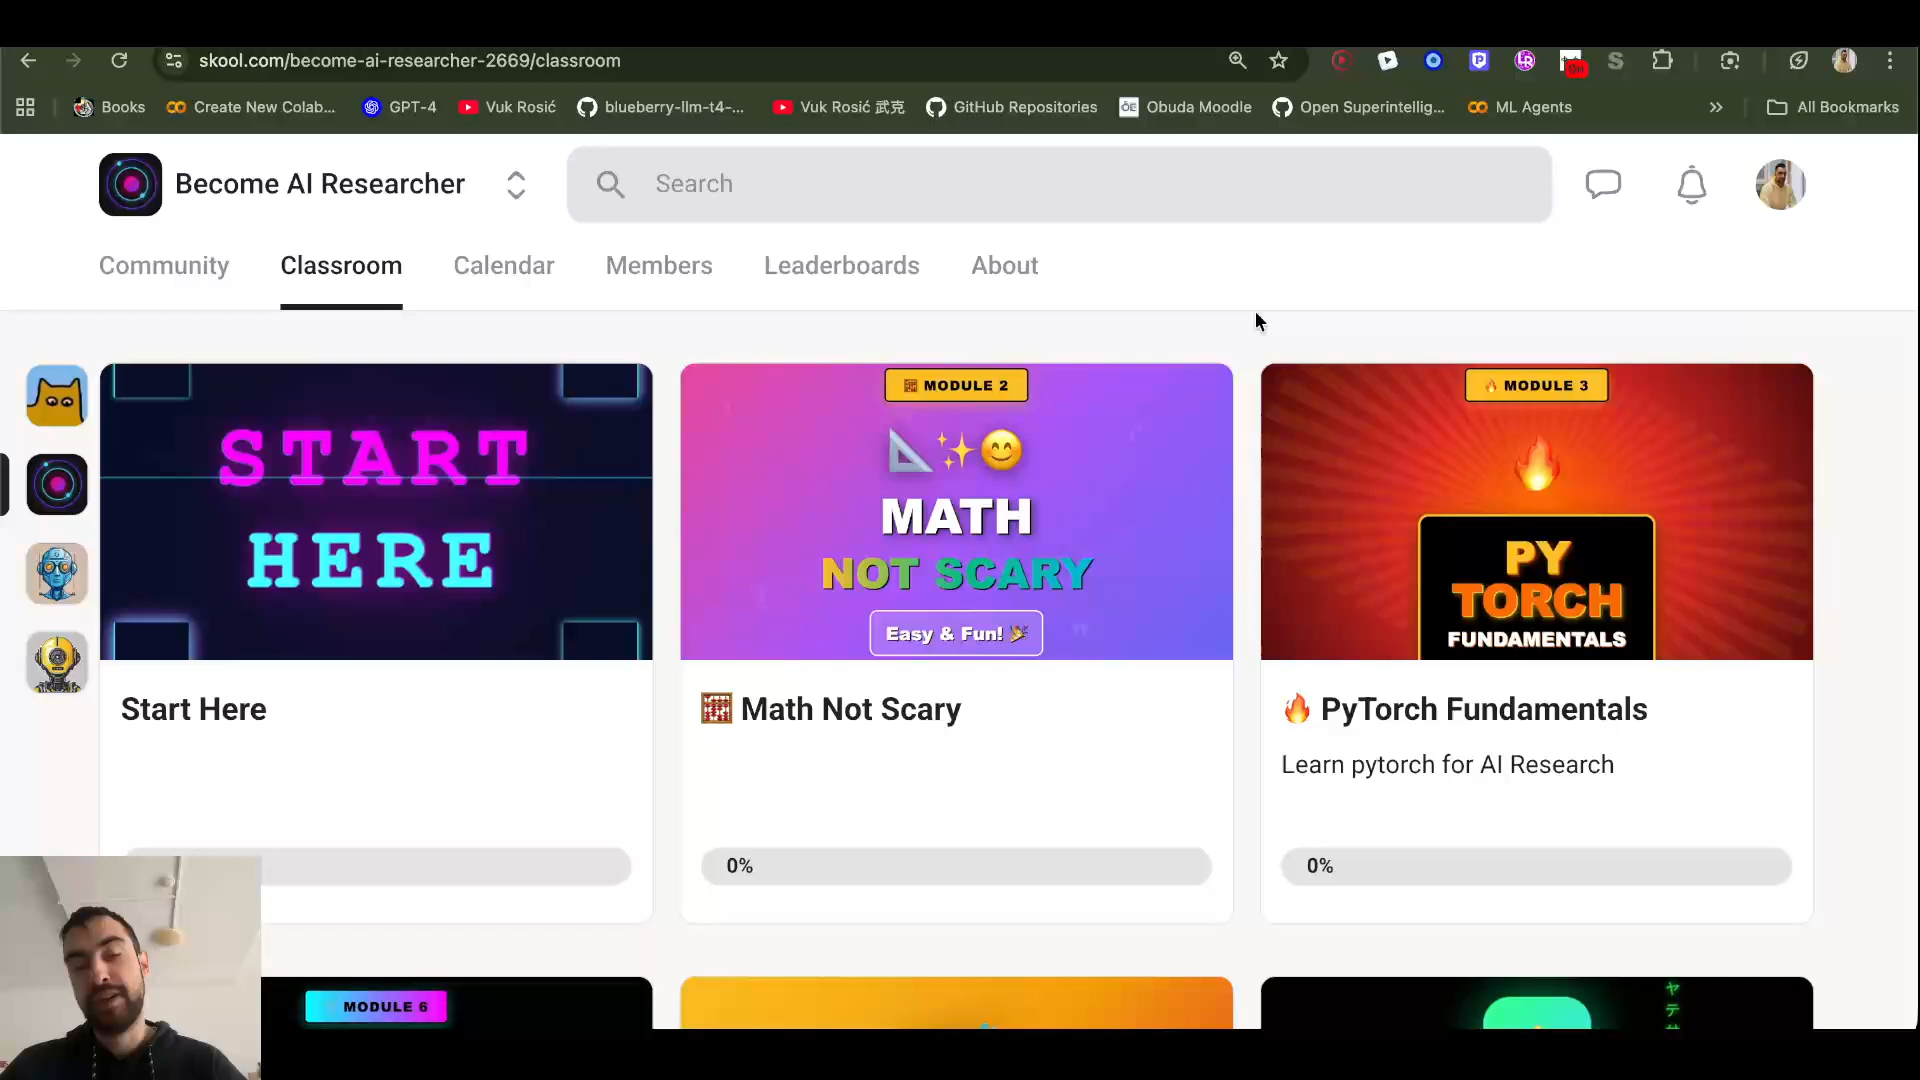 skool.com/become-ai-researcher-2669/classroom
Books
Create New Colab...
GPT-4
Vuk Rosić
blueberry-llm-t4-...
Vuk Rosić 武克
GitHub Repositories
Obuda Moodle
Open Superintellig...
ML Agents
All Bookmarks
Become AI Researcher
Search
Community
Classroom
Calendar
Members
Leaderboards
About
START
HERE
Start Here
MODULE 2
MATH
NOT SCARY
Easy & Fun!
Math Not Scary
0%
MODULE 3
PY
TORCH
FUNDAMENTALS
PyTorch Fundamentals
Learn pytorch for AI Research
0%
MODULE 6
ヤ
テ